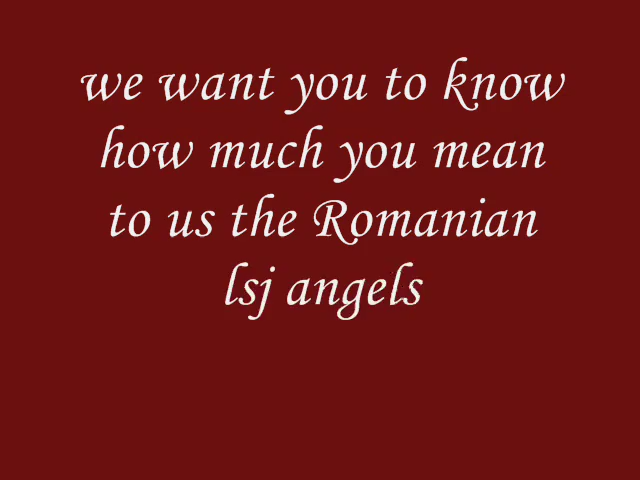 we want you to know
how much you mean
to us the Romanian
lsj angels